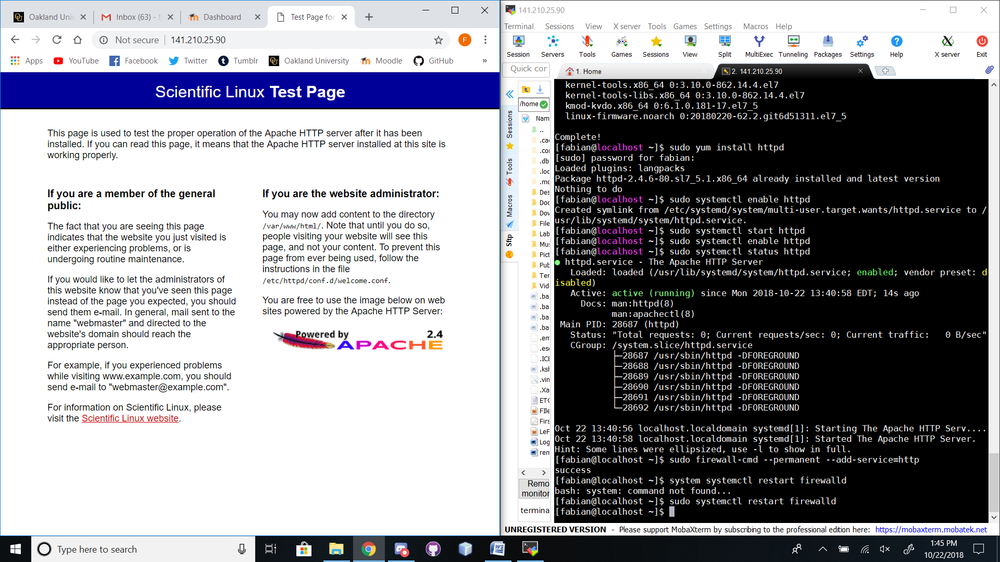 Oakland Univ
Inbox (63) - f
Dashboard
Test Page for
Not secure
141.210.25.90
F
Apps
YouTube
Facebook
Twitter
Tumblr
Oakland University
Moodle
GitHub
»
Scientific Linux Test Page
This page is used to test the proper operation of the Apache HTTP server after it has been
installed. If you can read this page, it means that the Apache HTTP server installed at this site is
working properly.
If you are a member of the general
public:
The fact that you are seeing this page
indicates that the website you just visited is
either experiencing problems, or is
undergoing routine maintenance.
If you would like to let the administrators of
this website know that you've seen this page
instead of the page you expected, you should
send them e-mail. In general, mail sent to the
name "webmaster" and directed to the
website's domain should reach the
appropriate person.
For example, if you experienced problems
while visiting www.example.com, you should
send e-mail to "webmaster@example.com".
For information on Scientific Linux, please
visit the Scientific Linux website.
If you are the website administrator:
You may now add content to the directory
/var/www/html/. Note that until you do so,
people visiting your website will see this
page, and not your content. To prevent this
page from ever being used, follow the
instructions in the file
/etc/httpd/conf.d/welcome.conf.
You are free to use the image below on web
sites powered by the Apache HTTP Server:
Powered by 2.4
APACHE
141.210.25.90
Terminal Sessions View X server Tools Games Settings Macros Help
Session Servers Tools Games Sessions View Split MultiExec Tunneling Packages Settings Help X server Exit
Quick cor
1. Home
2. 141.210.25.90
Sessions
Tools
Macros
Sftp
/home
Nam
..
.ca
.cor
.db
.loc
.mo
Des
Doc
Dov
File
Lab
Mus
Pict
Pub
Ter
Vid
.ba
.ba
.ba
.ba
.em
.esc
.ICE
.ksh
.vin
.Xa
ETC
FIle
Firs
LeF
Log
rem
Remo
monitor
termina
kernel-tools.x86_64 0:3.10.0-862.14.4.el7
kernel-tools-libs.x86_64 0:3.10.0-862.14.4.el7
kmod-kvdo.x86_64 0:6.1.0.181-17.el7_5
linux-firmware.noarch 0:20180220-62.2.git6d51311.el7_5
Complete!
[fabian@localhost ~]$ sudo yum install httpd
[sudo] password for fabian:
Loaded plugins: langpacks
Package httpd-2.4.6-80.sl7_5.1.x86_64 already installed and latest version
Nothing to do
[fabian@localhost ~]$ sudo systemctl enable httpd
Created symlink from /etc/systemd/system/multi-user.target.wants/httpd.service to /
usr/lib/systemd/system/httpd.service.
[fabian@localhost ~]$ sudo systemctl start httpd
[fabian@localhost ~]$ sudo systemctl enable httpd
[fabian@localhost ~]$ sudo systemctl status httpd
● httpd.service - The Apache HTTP Server
Loaded: loaded (/usr/lib/systemd/system/httpd.service; enabled; vendor preset: d
isabled)
Active: active (running) since Mon 2018-10-22 13:40:58 EDT; 14s ago
Docs: man:httpd(8)
man:apachectl(8)
Main PID: 28687 (httpd)
Status: "Total requests: 0; Current requests/sec: 0; Current traffic:   0 B/sec"
CGroup: /system.slice/httpd.service
├─28687 /usr/sbin/httpd -DFOREGROUND
├─28688 /usr/sbin/httpd -DFOREGROUND
├─28689 /usr/sbin/httpd -DFOREGROUND
├─28690 /usr/sbin/httpd -DFOREGROUND
├─28691 /usr/sbin/httpd -DFOREGROUND
└─28692 /usr/sbin/httpd -DFOREGROUND
Oct 22 13:40:56 localhost.localdomain systemd[1]: Starting The Apache HTTP Serv....
Oct 22 13:40:58 localhost.localdomain systemd[1]: Started The Apache HTTP Server.
Hint: Some lines were ellipsized, use -l to show in full.
[fabian@localhost ~]$ sudo firewall-cmd --permanent --add-service=http
success
[fabian@localhost ~]$ system systemctl restart firewalld
bash: system: command not found...
[fabian@localhost ~]$ sudo systemctl restart firewalld
[fabian@localhost ~]$
UNREGISTERED VERSION - Please support MobaXterm by subscribing to the professional edition here: https://mobaxterm.mobatek.net
Type here to search
1:45 PM
10/22/2018